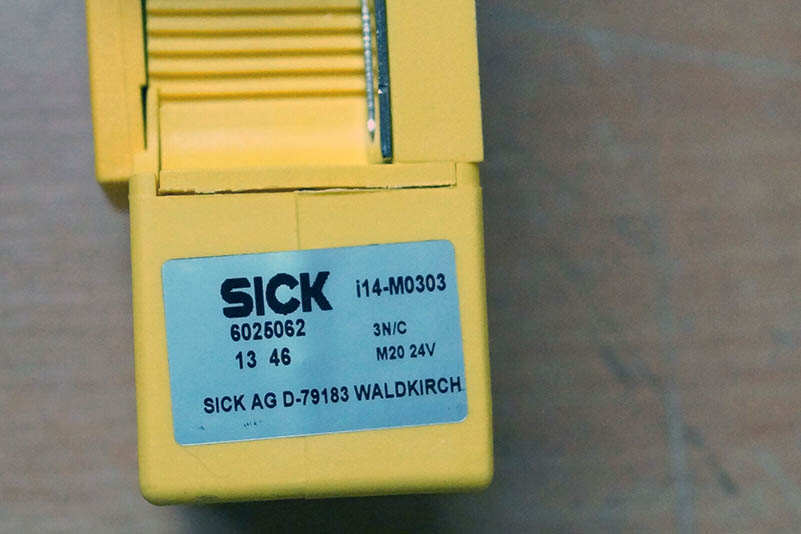 SICK i14-M0303
6025062 3N/C
13 46 M20 24V
SICK AG D-79183 WALDKIRCH